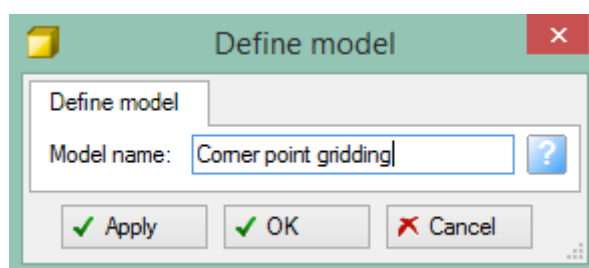 Define model
Define model
Model name: Corner point gridding ?
Apply OK Cancel